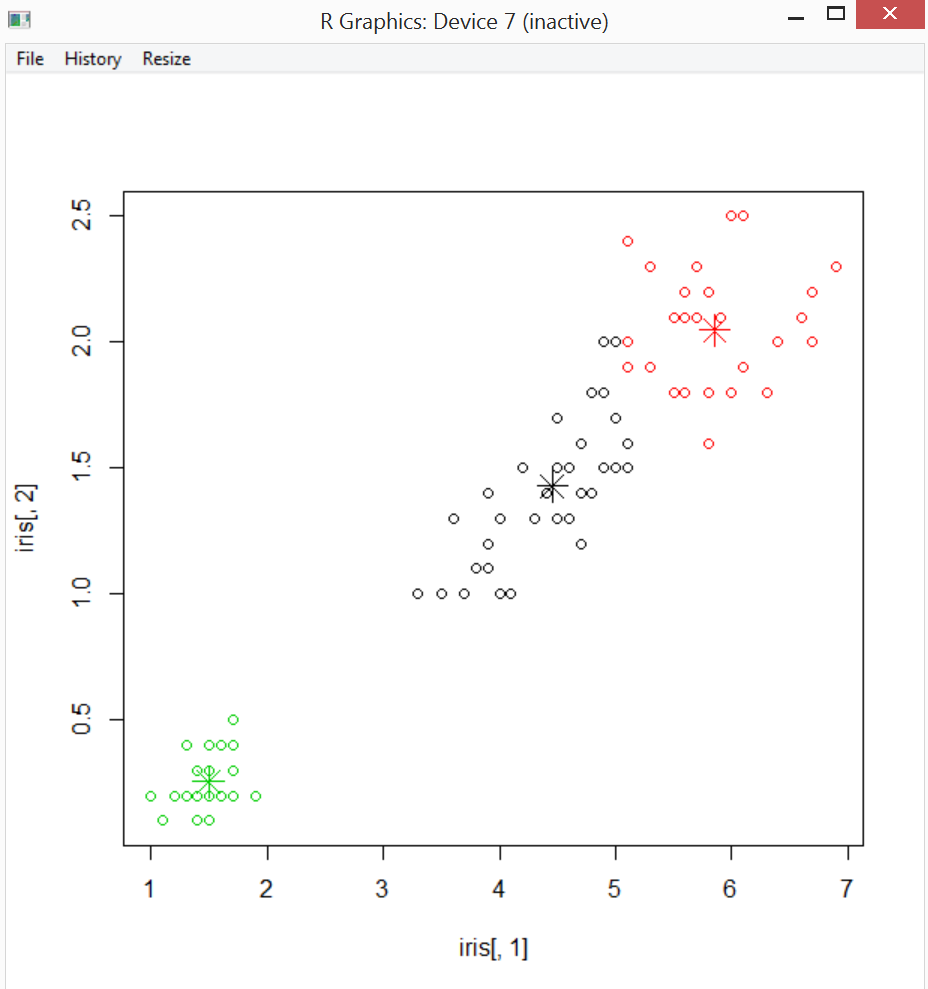 R Graphics: Device 7 (inactive)
File History Resize
2.5
2.0
1.5
1.0
0.5
iris[, 2]
1 2 3 4 5 6 7
iris[, 1]